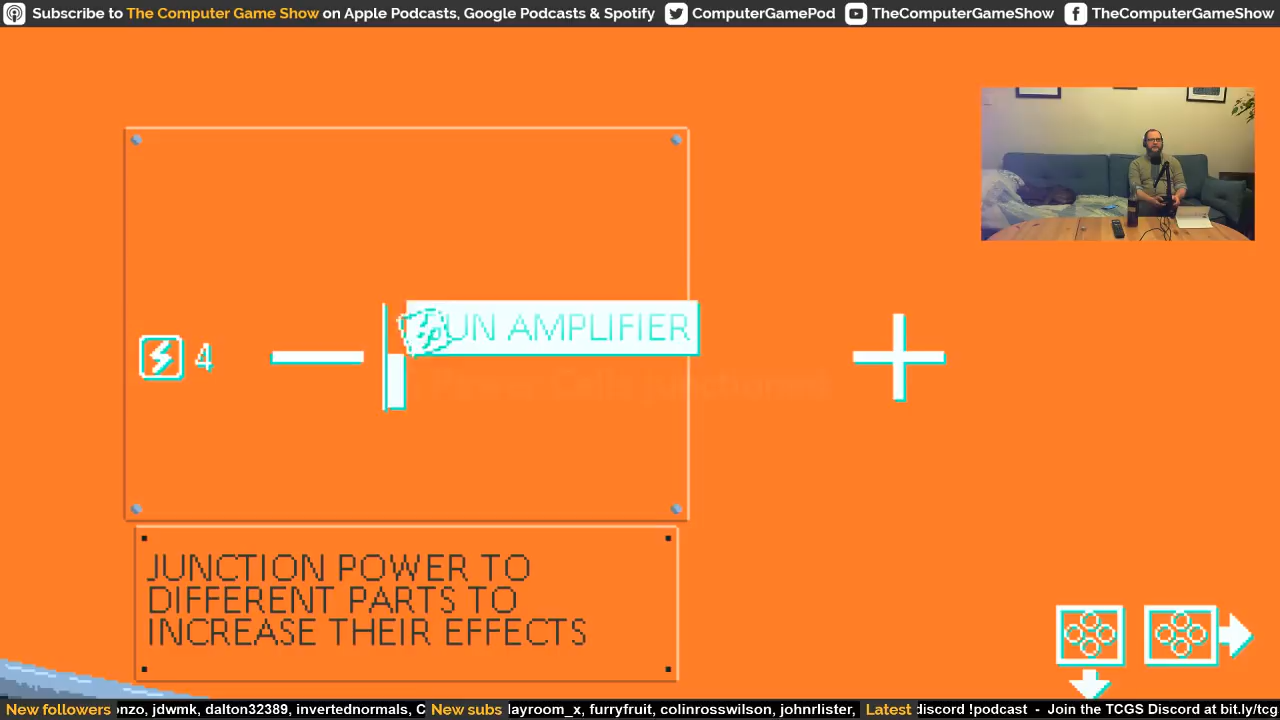 Subscribe to The Computer Game Show on Apple Podcasts, Google Podcasts & Spotify ComputerGamePod TheComputerGameShow TheComputerGameShow
UN AMPLIFIER
4
JUNCTION POWER TO
DIFFERENT PARTS TO
INCREASE THEIR EFFECTS
New followers onzo, jdwmk, dalton32389, invertednormals, C New subs layroom_x, furryfruit, colinrosswilson, johnrlister, Latest discord !podcast - Join the TCGS Discord at bit.ly/tcg